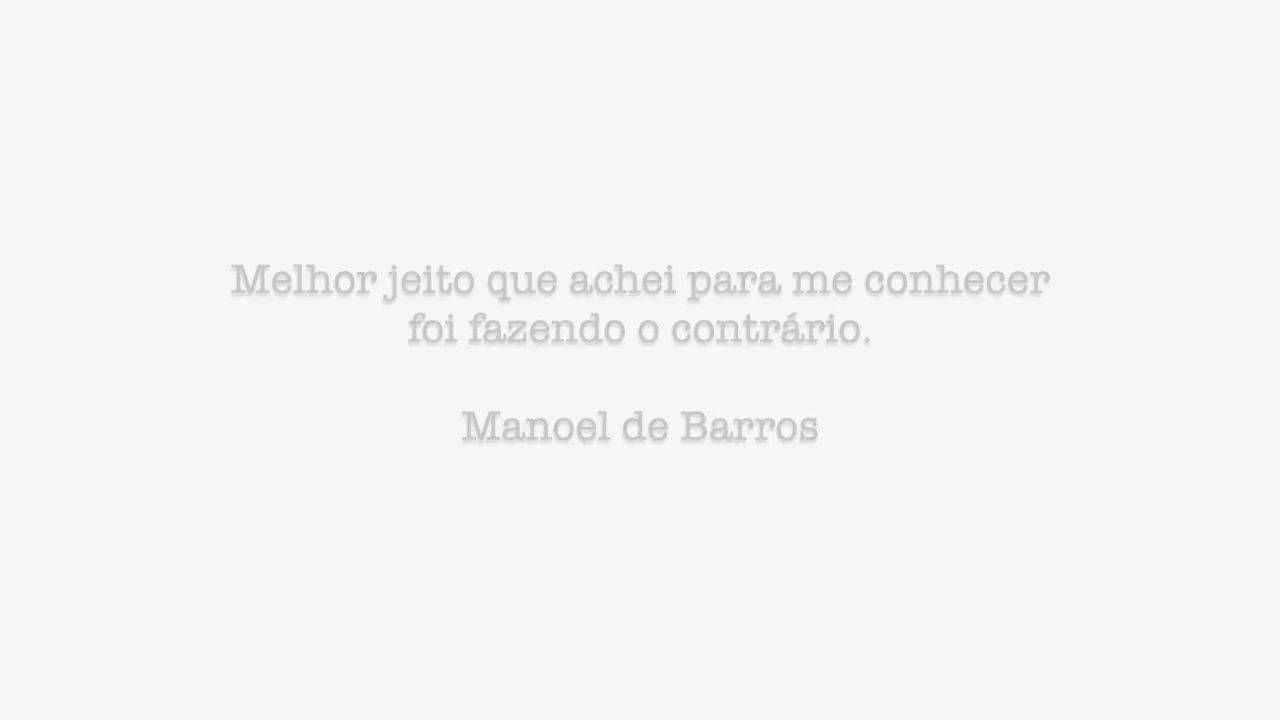 Melhor jeito que achei para me conhecer
foi fazendo o contrário.
Manoel de Barros